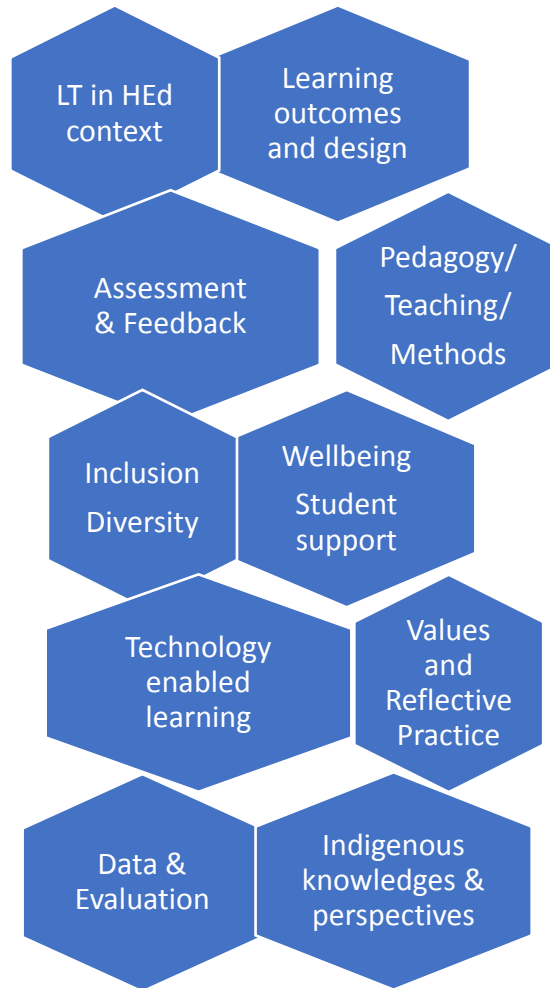 LT in HEd
context
Learning
outcomes
and design
Assessment
& Feedback
Pedagogy/
Teaching/
Methods
Inclusion
Diversity
Wellbeing
Student
support
Technology
enabled
learning
Values
and
Reflective
Practice
Data &
Evaluation
Indigenous
knowledges &
perspectives